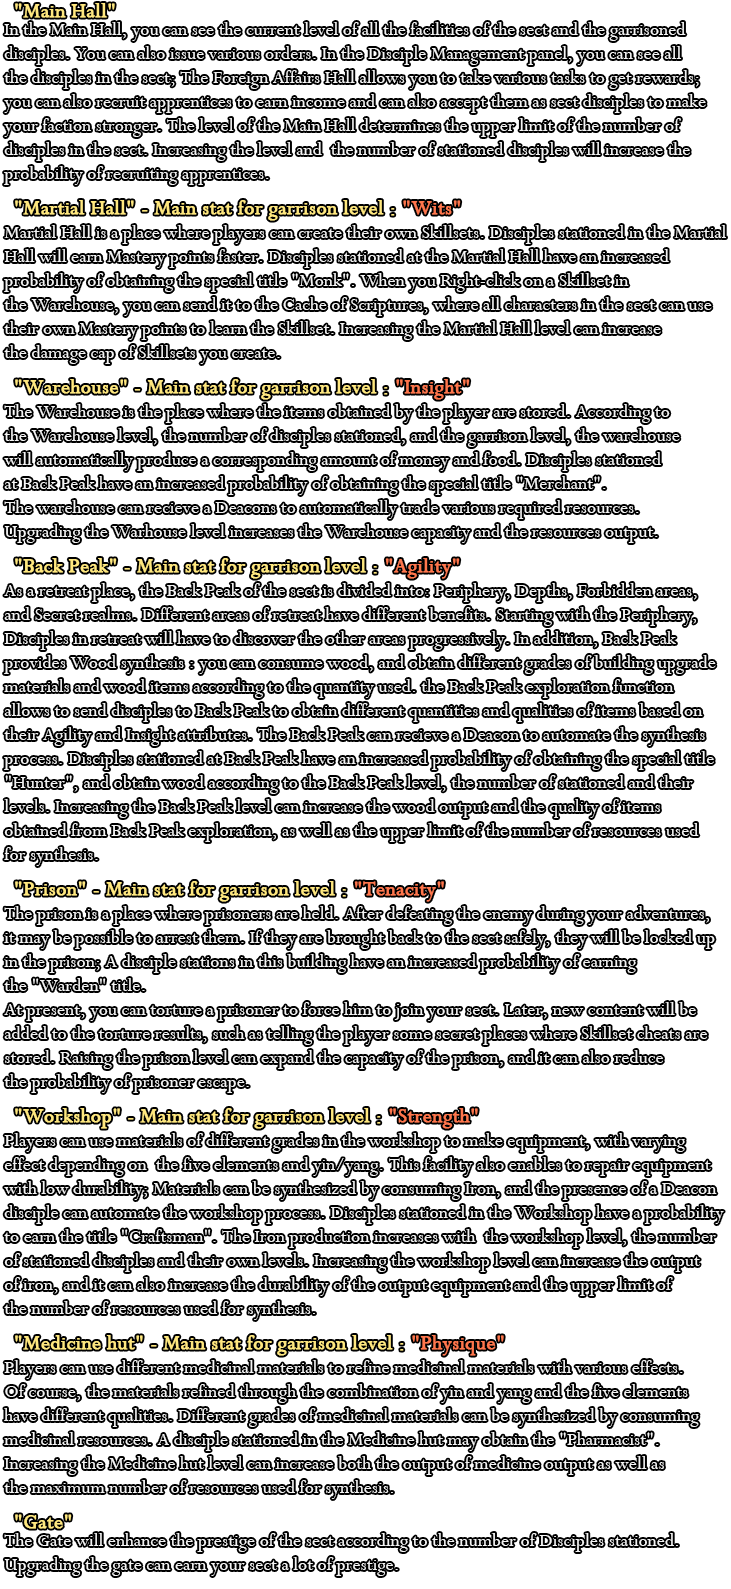 "Main Hall"
In the Main Hall, you can see the current level of all the facilities of the sect and the garrisoned
disciples. You can also issue various orders. In the Disciple Management panel, you can see all
the disciples in the sect; The Foreign Affairs Hall allows you to take various tasks to get rewards;
you can also recruit apprentices to earn income and can also accept them as sect disciples to make
your faction stronger. The level of the Main Hall determines the upper limit of the number of
disciples in the sect. Increasing the level and  the number of stationed disciples will increase the
probability of recruiting apprentices.
"Martial Hall" - Main stat for garrison level : "Wits"
Martial Hall is a place where players can create their own Skillsets. Disciples stationed in the Martial
Hall will earn Mastery points faster. Disciples stationed at the Martial Hall have an increased
probability of obtaining the special title "Monk". When you Right-click on a Skillset in
the Warehouse, you can send it to the Cache of Scriptures, where all characters in the sect can use
their own Mastery points to learn the Skillset. Increasing the Martial Hall level can increase
the damage cap of Skillsets you create.
"Warehouse" - Main stat for garrison level : "Insight"
The Warehouse is the place where the items obtained by the player are stored. According to
the Warehouse level, the number of disciples stationed, and the garrison level, the warehouse
will automatically produce a corresponding amount of money and food. Disciples stationed
at Back Peak have an increased probability of obtaining the special title "Merchant".
The warehouse can recieve a Deacons to automatically trade various required resources.
Upgrading the Warhouse level increases the Warehouse capacity and the resources output.
"Back Peak" - Main stat for garrison level : "Agility"
As a retreat place, the Back Peak of the sect is divided into: Periphery, Depths, Forbidden areas,
and Secret realms. Different areas of retreat have different benefits. Starting with the Periphery,
Disciples in retreat will have to discover the other areas progressively. In addition, Back Peak
provides Wood synthesis : you can consume wood, and obtain different grades of building upgrade
materials and wood items according to the quantity used. the Back Peak exploration function
allows to send disciples to Back Peak to obtain different quantities and qualities of items based on
their Agility and Insight attributes. The Back Peak can recieve a Deacon to automate the synthesis
process. Disciples stationed at Back Peak have an increased probability of obtaining the special title
"Hunter", and obtain wood according to the Back Peak level, the number of stationed and their
levels. Increasing the Back Peak level can increase the wood output and the quality of items
obtained from Back Peak exploration, as well as the upper limit of the number of resources used
for synthesis.
"Prison" - Main stat for garrison level : "Tenacity"
The prison is a place where prisoners are held. After defeating the enemy during your adventures,
it may be possible to arrest them. If they are brought back to the sect safely, they will be locked up
in the prison; A disciple stations in this building have an increased probability of earning
the "Warden" title.
At present, you can torture a prisoner to force him to join your sect. Later, new content will be
added to the torture results, such as telling the player some secret places where Skillset cheats are
stored. Raising the prison level can expand the capacity of the prison, and it can also reduce
the probability of prisoner escape.
"Workshop" - Main stat for garrison level : "Strength"
Players can use materials of different grades in the workshop to make equipment, with varying
effect depending on  the five elements and yin/yang. This facility also enables to repair equipment
with low durability; Materials can be synthesized by consuming Iron, and the presence of a Deacon
disciple can automate the workshop process. Disciples stationed in the Workshop have a probability
to earn the title "Craftsman". The Iron production increases with  the workshop level, the number
of stationed disciples and their own levels. Increasing the workshop level can increase the output
of iron, and it can also increase the durability of the output equipment and the upper limit of
the number of resources used for synthesis.
"Medicine hut" - Main stat for garrison level : "Physique"
Players can use different medicinal materials to refine medicinal materials with various effects.
Of course, the materials refined through the combination of yin and yang and the five elements
have different qualities. Different grades of medicinal materials can be synthesized by consuming
medicinal resources. A disciple stationed in the Medicine hut may obtain the "Pharmacist".
Increasing the Medicine hut level can increase both the output of medicine output as well as
the maximum number of resources used for synthesis.
"Gate"
The Gate will enhance the prestige of the sect according to the number of Disciples stationed.
Upgrading the gate can earn your sect a lot of prestige.